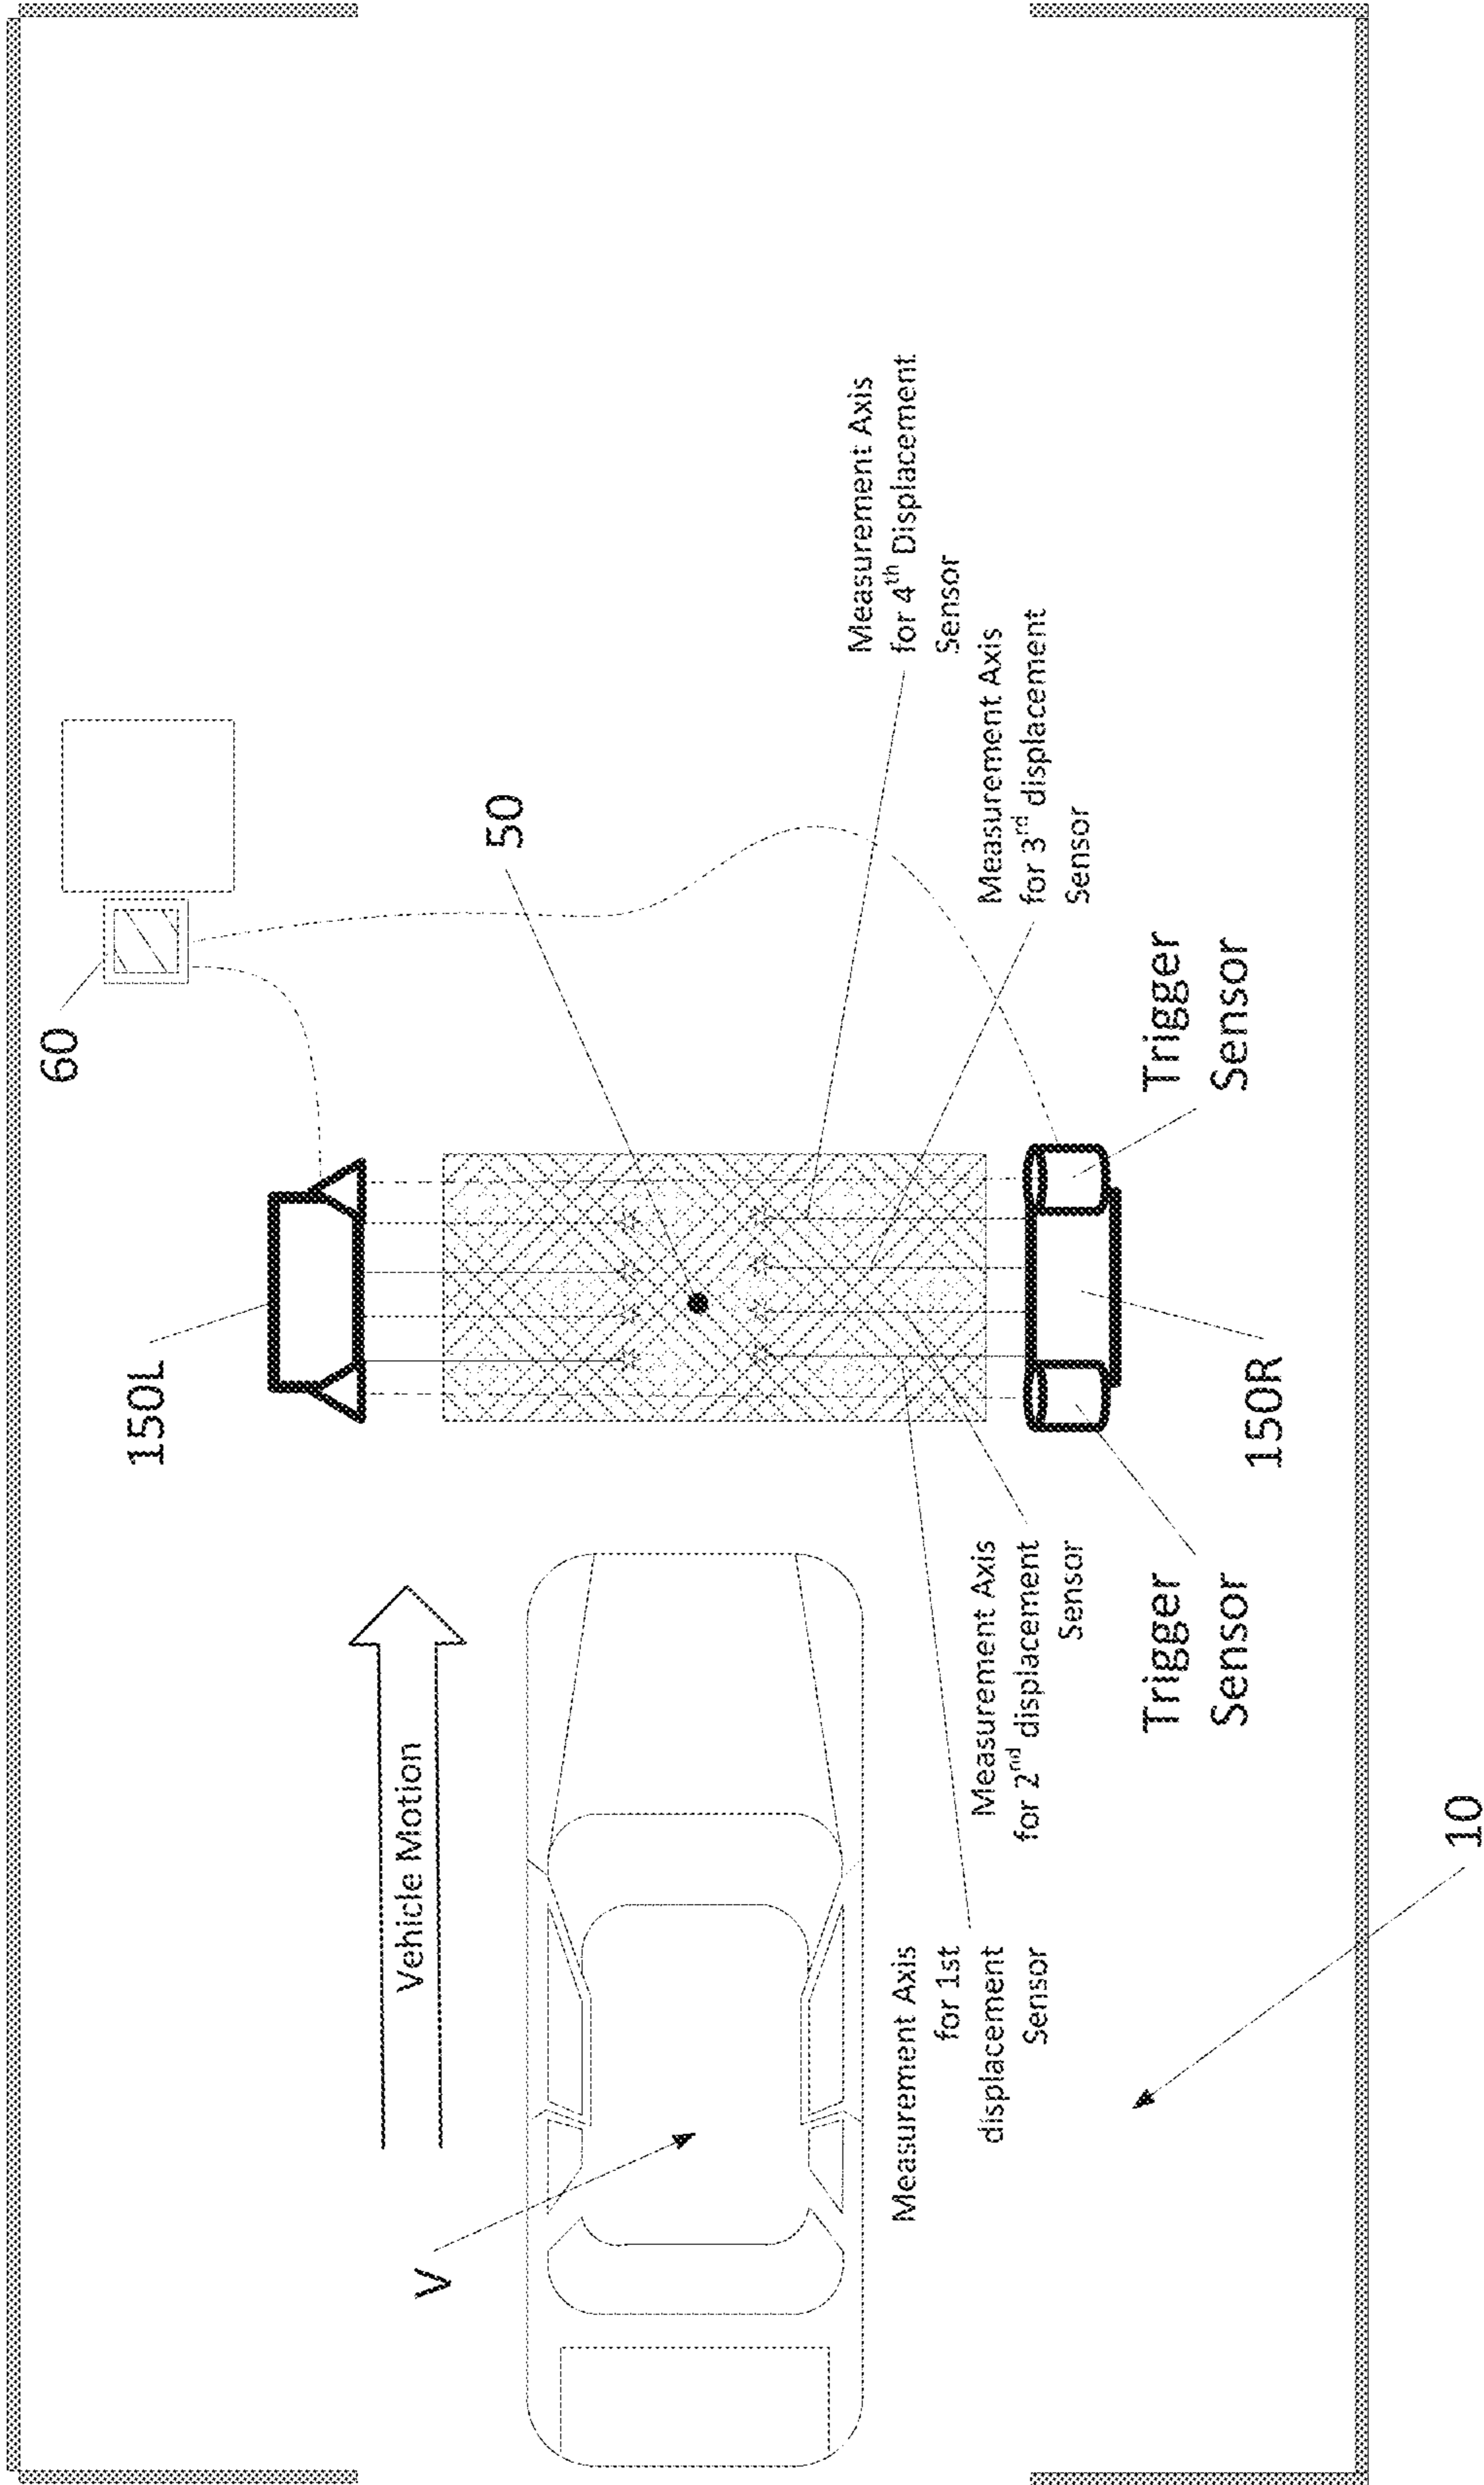 60
150L
Vehicle Motion
V
50
Measurement Axis
for 4th Displacement
Sensor
Measurement Axis
for 3rd displacement
Sensor
Measurement Axis
for 2nd displacement
Sensor
Measurement Axis
for 1st
displacement
Sensor
Trigger
Sensor
Trigger
Sensor
150R
10